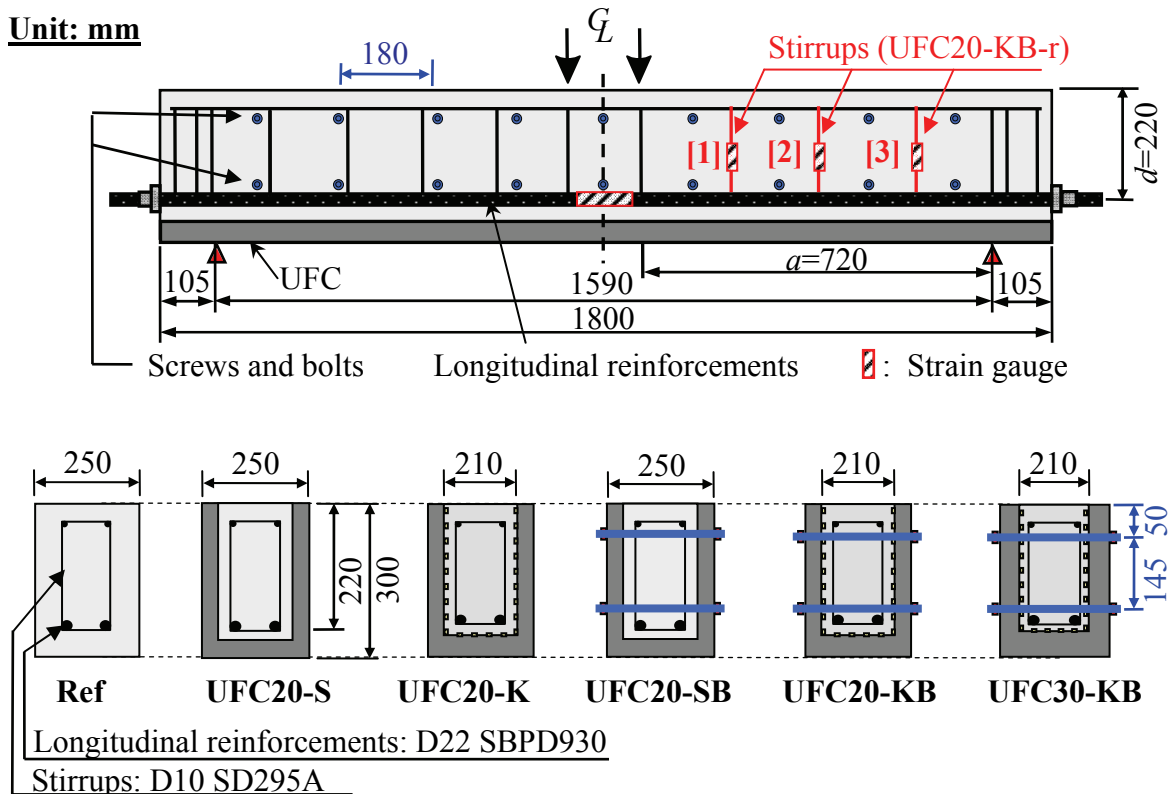 Unit: mm
C L
180
Stirrups (UFC20-KB-r)
[1] [2] [3]
d=220
UFC
a=720
105 1590 105
1800
Screws and bolts Longitudinal reinforcements : Strain gauge
250 250 210 250 210 210
220 300
50
145
Ref UFC20-S UFC20-K UFC20-SB UFC20-KB UFC30-KB
Longitudinal reinforcements: D22 SBPD930
Stirrups: D10 SD295A